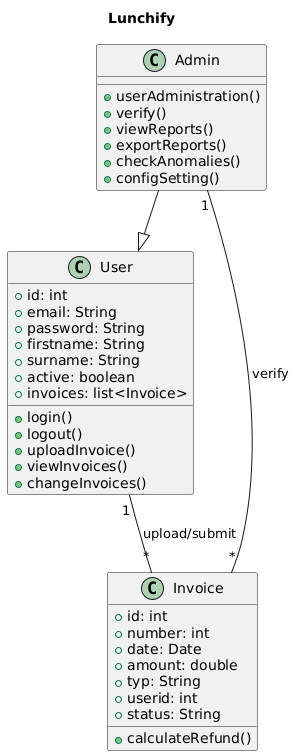 Lunchify
C Admin
userAdministration()
verify()
viewReports()
exportReports()
checkAnomalies()
configSetting()
1
C User
id: int
email: String
password: String
firstname: String
surname: String
active: boolean
invoices: list<Invoice>
login()
logout()
uploadInvoice()
viewInvoices()
changeInvoices()
verify
1
upload/submit
* *
C Invoice
id: int
number: int
date: Date
amount: double
typ: String
userid: int
status: String
calculateRefund()